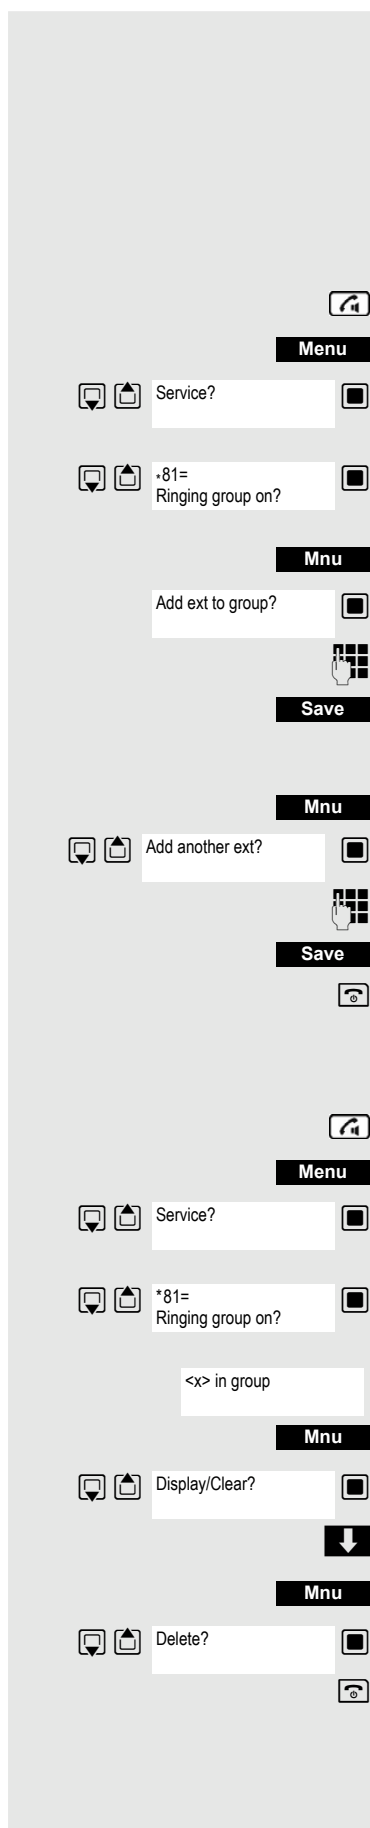 Menu
Service?
*81=
Ringing group on?
Mnu
Add ext to group?
Save
Mnu
Add another ext?
Save
Menu
Service?
*81=
Ringing group on?
<x> in group
Mnu
Display/Clear?
Mnu
Delete?